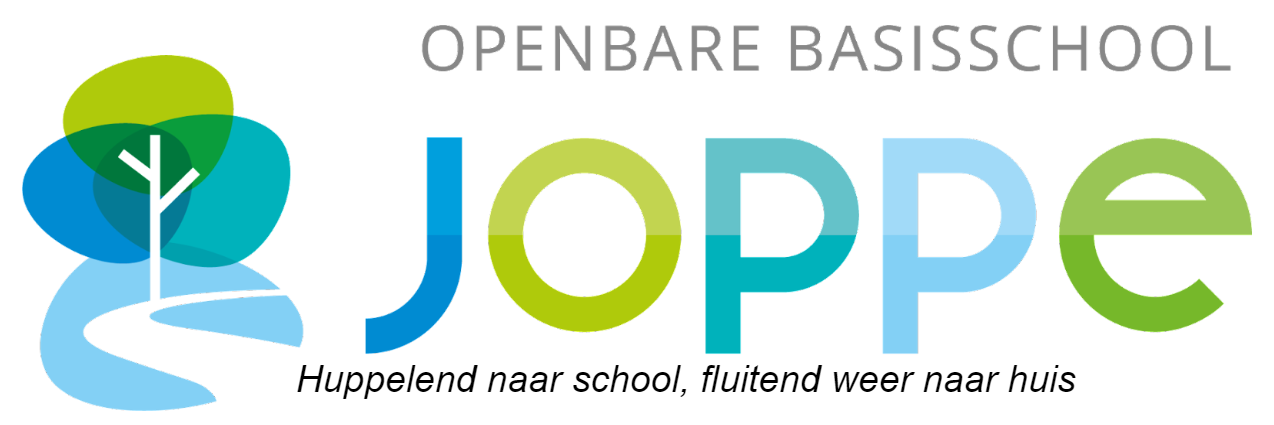 OPENBARE BASISSCHOOL
JOPPE
Huppelend naar school, fluitend weer naar huis